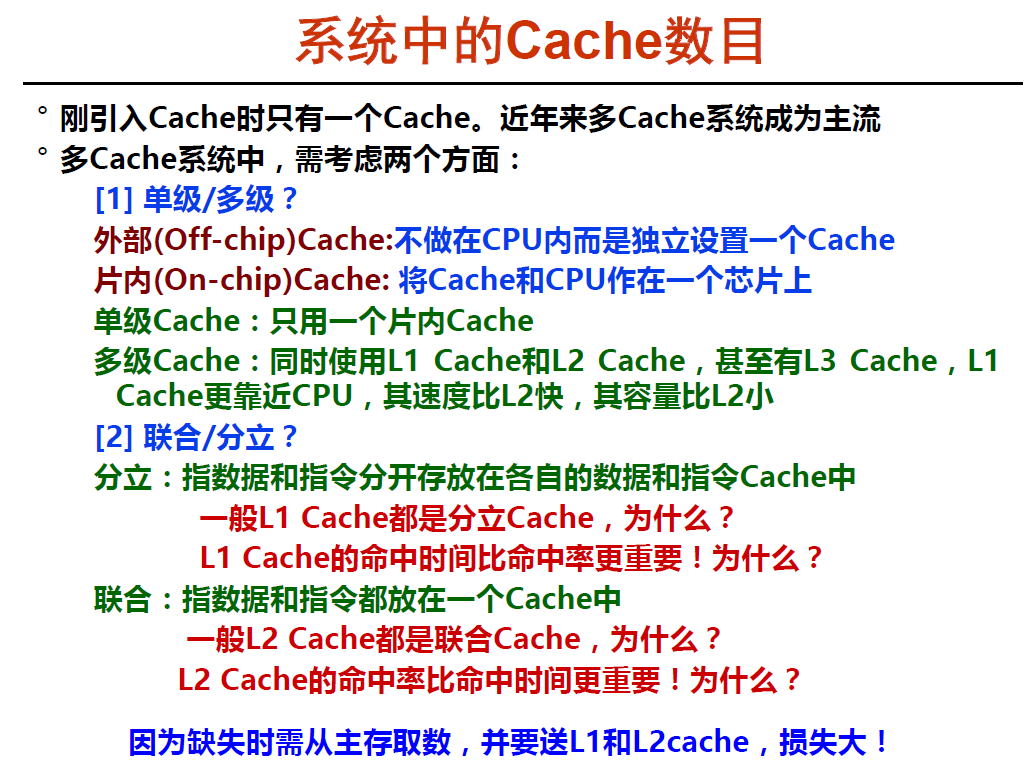 系统中的Cache数目
° 刚引入Cache时只有一个Cache。近年来多Cache系统成为主流
° 多Cache系统中，需考虑两个方面：
[1] 单级/多级？
外部(Off-chip)Cache:不做在CPU内而是独立设置一个Cache
片内(On-chip)Cache: 将Cache和CPU作在一个芯片上
单级Cache：只用一个片内Cache
多级Cache：同时使用L1 Cache和L2 Cache，甚至有L3 Cache，L1
Cache更靠近CPU，其速度比L2快，其容量比L2小
[2] 联合/分立？
分立：指数据和指令分开存放在各自的数据和指令Cache中
一般L1 Cache都是分立Cache，为什么？
L1 Cache的命中时间比命中率更重要！为什么？
联合：指数据和指令都放在一个Cache中
一般L2 Cache都是联合Cache，为什么？
L2 Cache的命中率比命中时间更重要！为什么？
因为缺失时需从主存取数，并要送L1和L2cache，损失大！